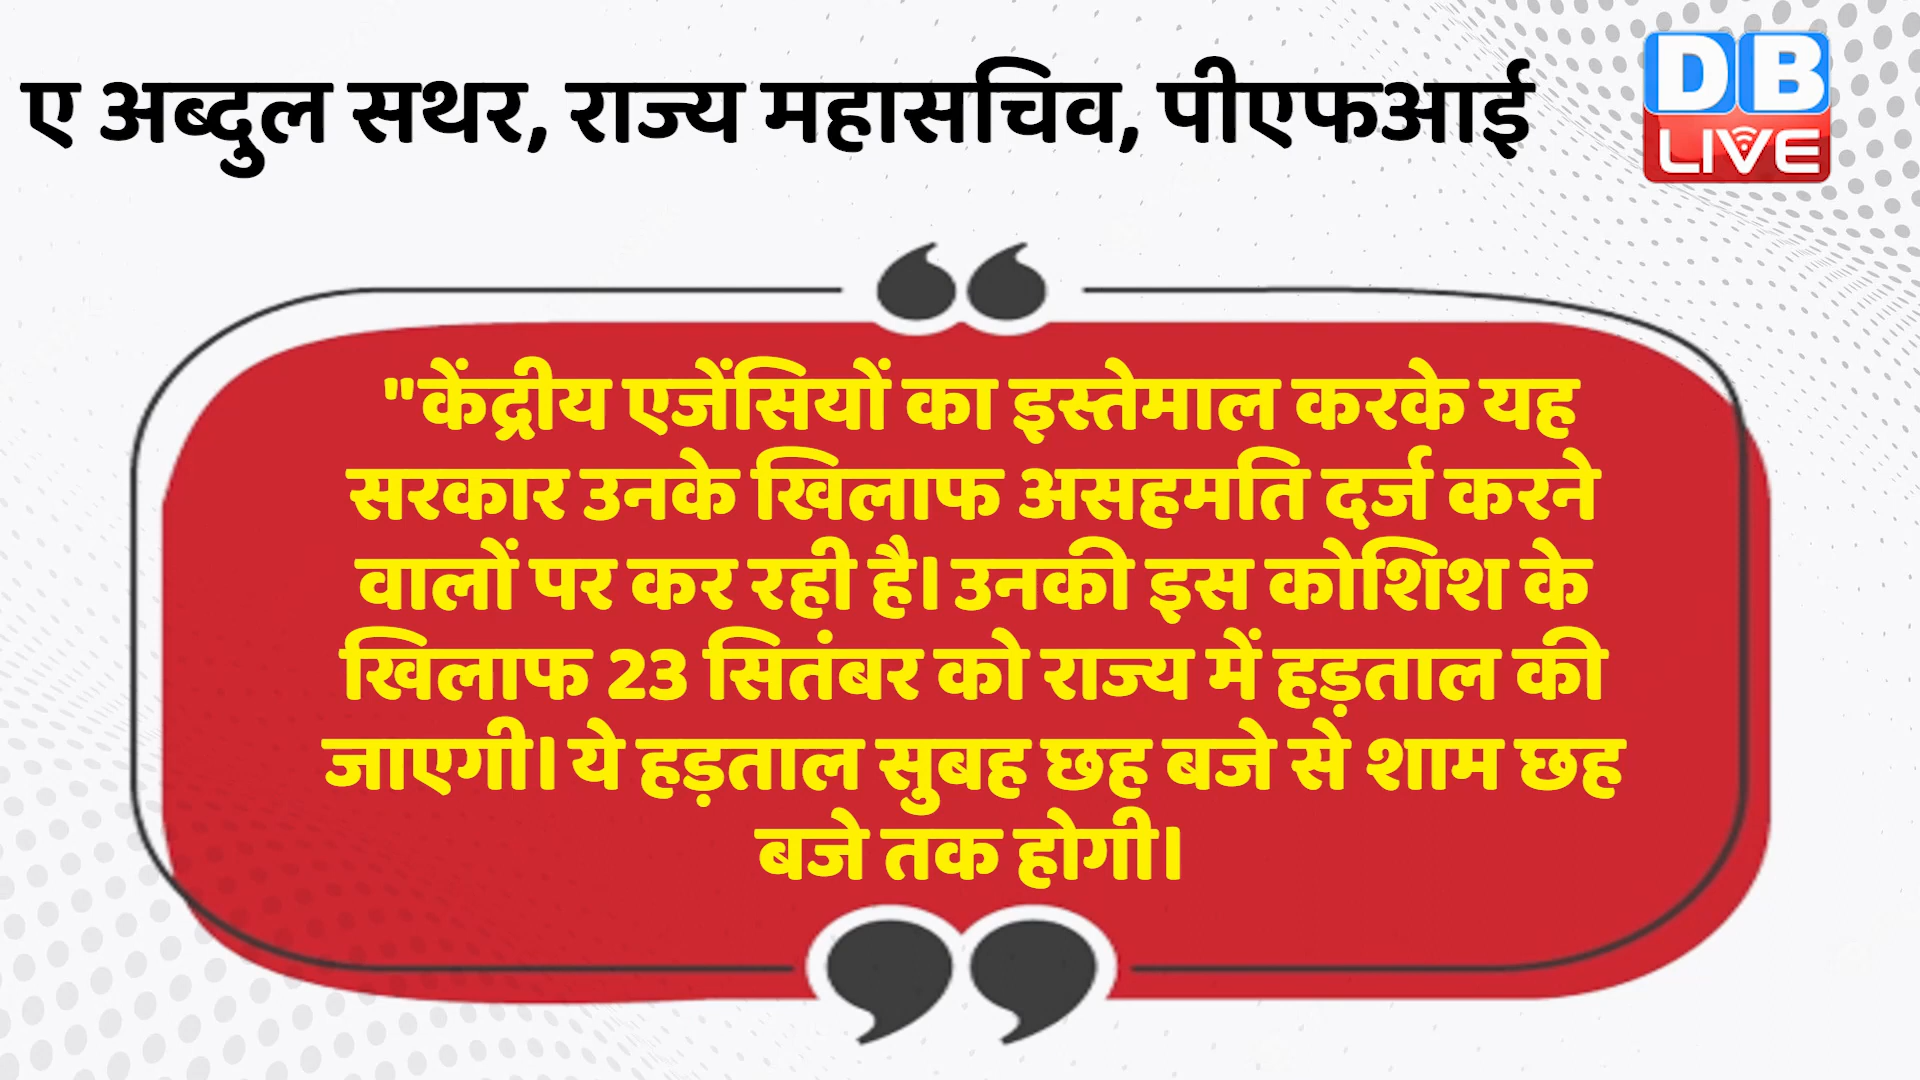 ए अब्दुल सथर, राज्य महासचिव, पीएफआई
DB
LIVE
"केंद्रीय एजेंसियों का इस्तेमाल करके यह
सरकार उनके खिलाफ असहमति दर्ज करने
वालों पर कर रही है। उनकी इस कोशिश के
खिलाफ 23 सितंबर को राज्य में हड़ताल की
जाएगी। ये हड़ताल सुबह छह बजे से शाम छह
बजे तक होगी।